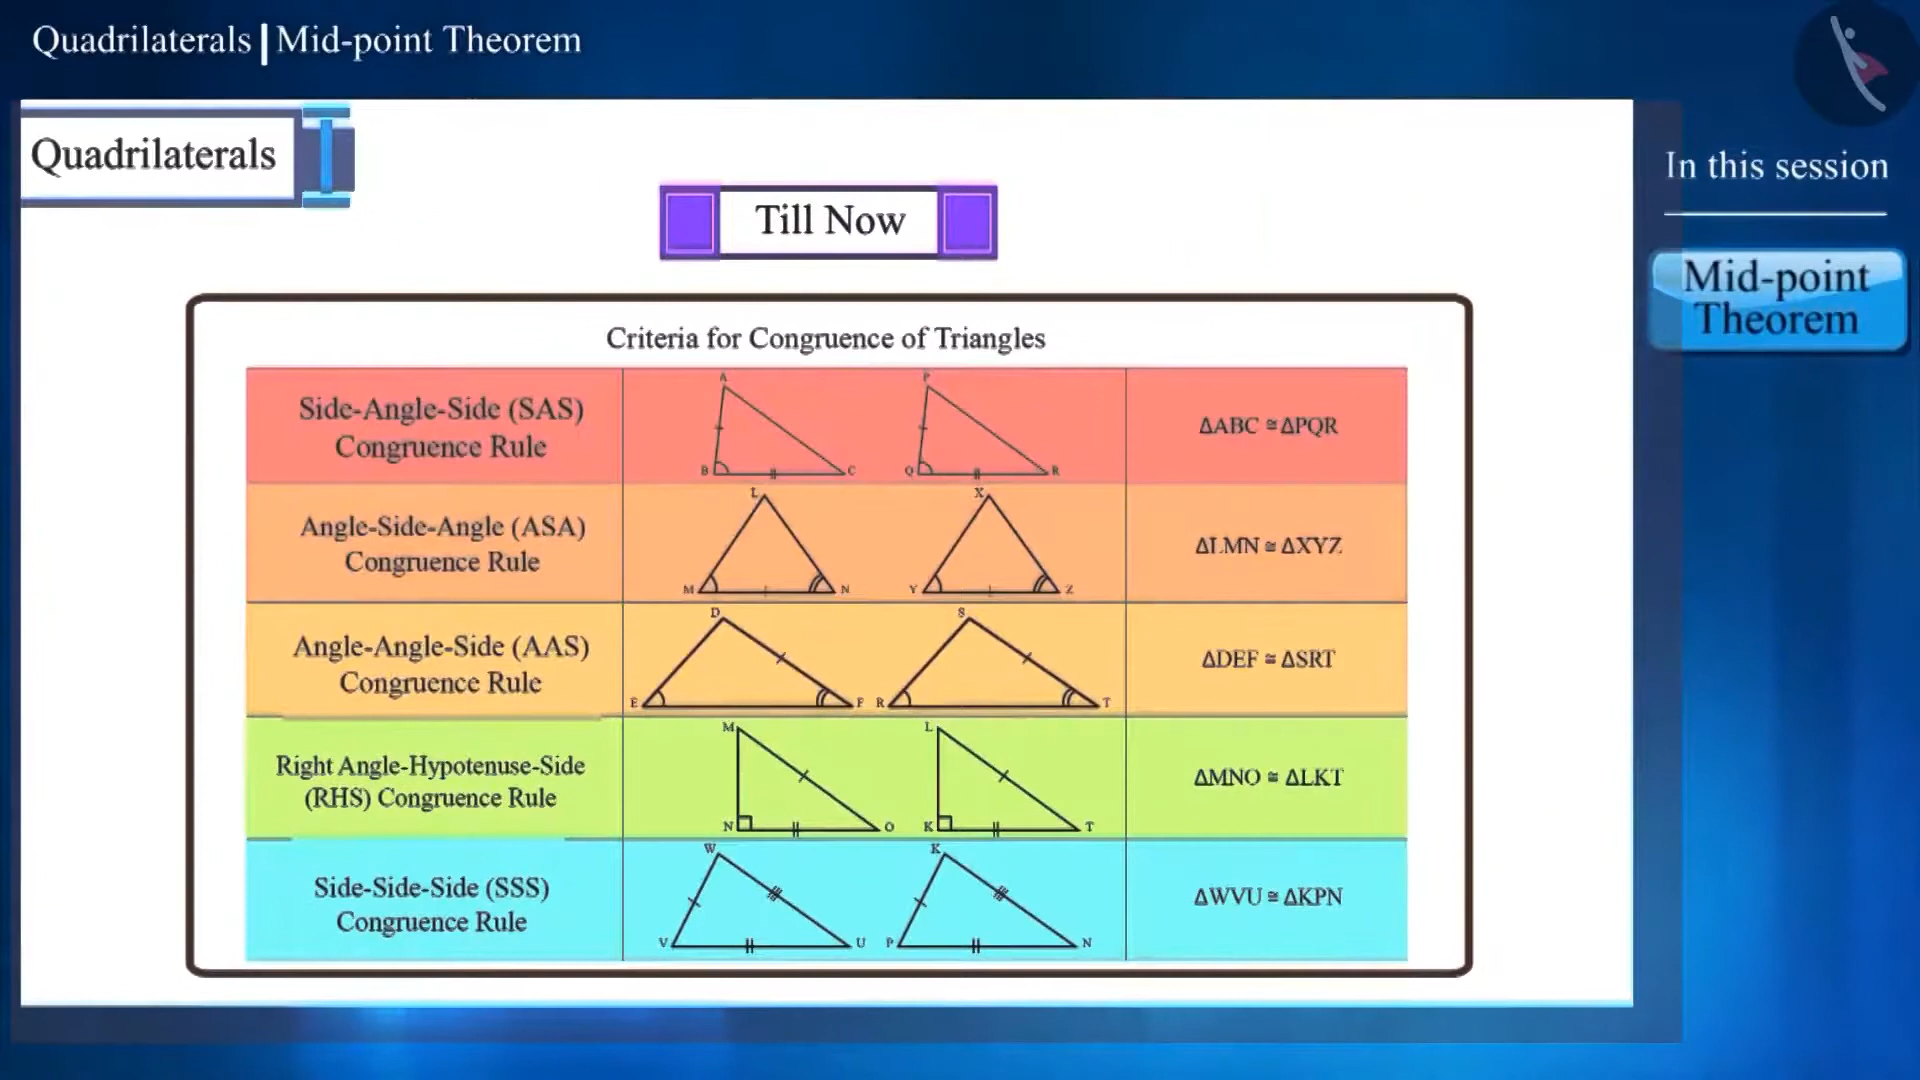 Quadrilaterals | Mid-point Theorem
Quadrilaterals
In this session
Till Now
Mid-point
Theorem
Criteria for Congruence of Triangles
Side-Angle-Side (SAS)
Congruence Rule
A
B
C
P
Q
R
ΔABC ≅ ΔPQR
Angle-Side-Angle (ASA)
Congruence Rule
L
M
N
X
Y
Z
ΔLMN ≅ ΔXYZ
Angle-Angle-Side (AAS)
Congruence Rule
D
E
F
S
R
T
ΔDEF ≅ ΔSRT
Right Angle-Hypotenuse-Side
(RHS) Congruence Rule
M
N
O
L
K
T
ΔMNO ≅ ΔLKT
Side-Side-Side (SSS)
Congruence Rule
W
V
U
K
P
N
ΔWVU ≅ ΔKPN